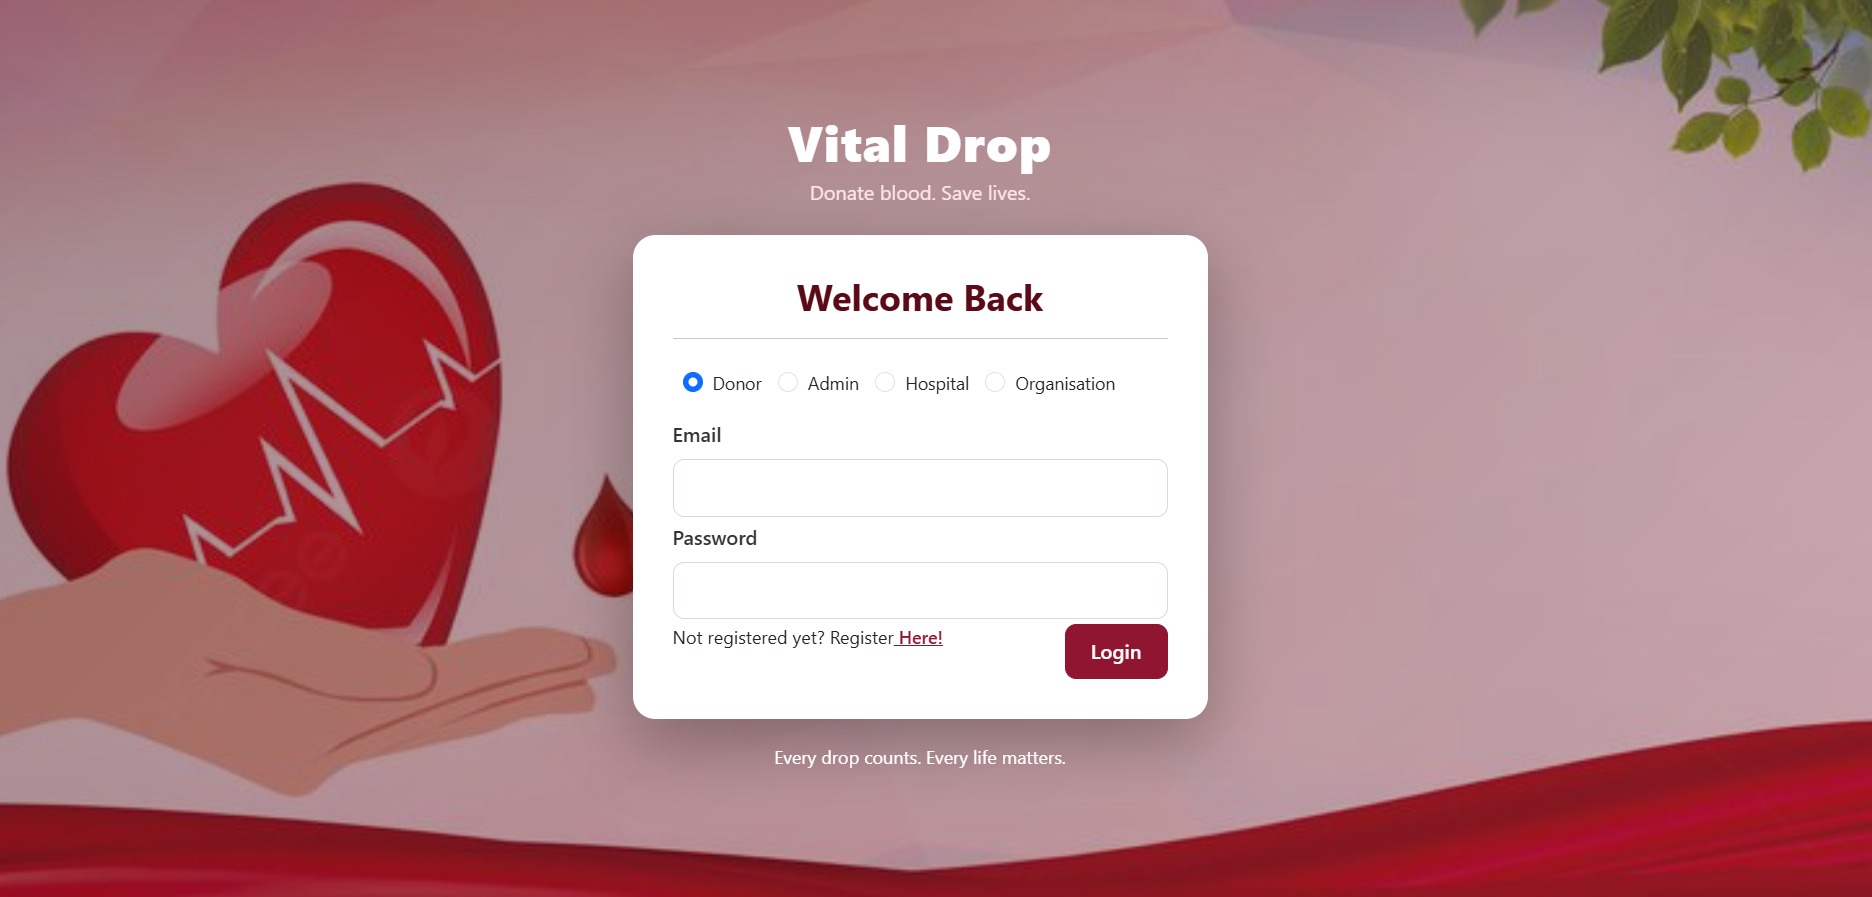 Vital Drop
Donate blood. Save lives.
Welcome Back
Donor Admin Hospital Organisation
Email
Password
Not registered yet? Register Here!
Login
Every drop counts. Every life matters.